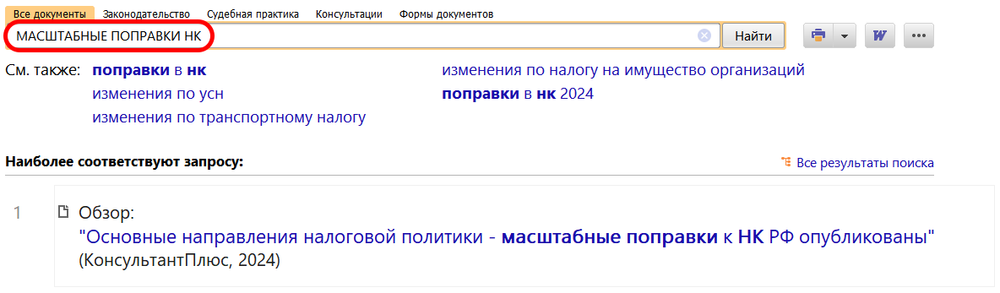 Все документы Законодательство Судебная практика Консультации Формы документов
МАСШТАБНЫЕ ПОПРАВКИ НК Найти W
См. также: поправки в нк изменения по налогу на имущество организаций
изменения по усн поправки в нк 2024
изменения по транспортному налогу
Наиболее соответствуют запросу: Все результаты поиска
1 Обзор:
"Основные направления налоговой политики - масштабные поправки к НК РФ опубликованы"
(КонсультантПлюс, 2024)